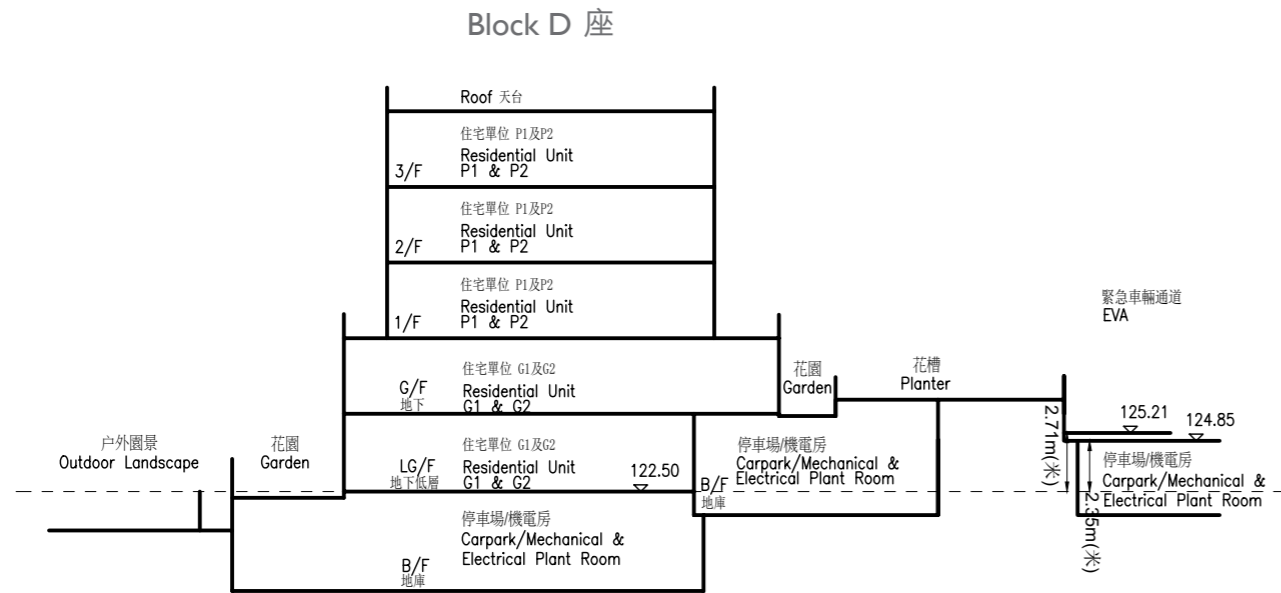 Block D 座
Roof 天台
住宅單位 P1及P2
Residential Unit
3/F P1 & P2
住宅單位 P1及P2
Residential Unit
2/F P1 & P2
住宅單位 P1及P2
Residential Unit
1/F P1 & P2
緊急車輛通道
EVA
住宅單位 G1及G2
G/F Residential Unit
地下 G1 & G2
花園
Garden
花槽
Planter
2.71m(米)
125.21
124.85
户外園景
Outdoor Landscape
花園
Garden
住宅單位 G1及G2
LG/F Residential Unit
地下低層 G1 & G2
122.50
停車場/機電房
Carpark/Mechanical &
Electrical Plant Room
B/F
地庫
停車場/機電房
Carpark/Mechanical &
Electrical Plant Room
2.35m(米)
停車場/機電房
Carpark/Mechanical &
Electrical Plant Room
B/F
地庫